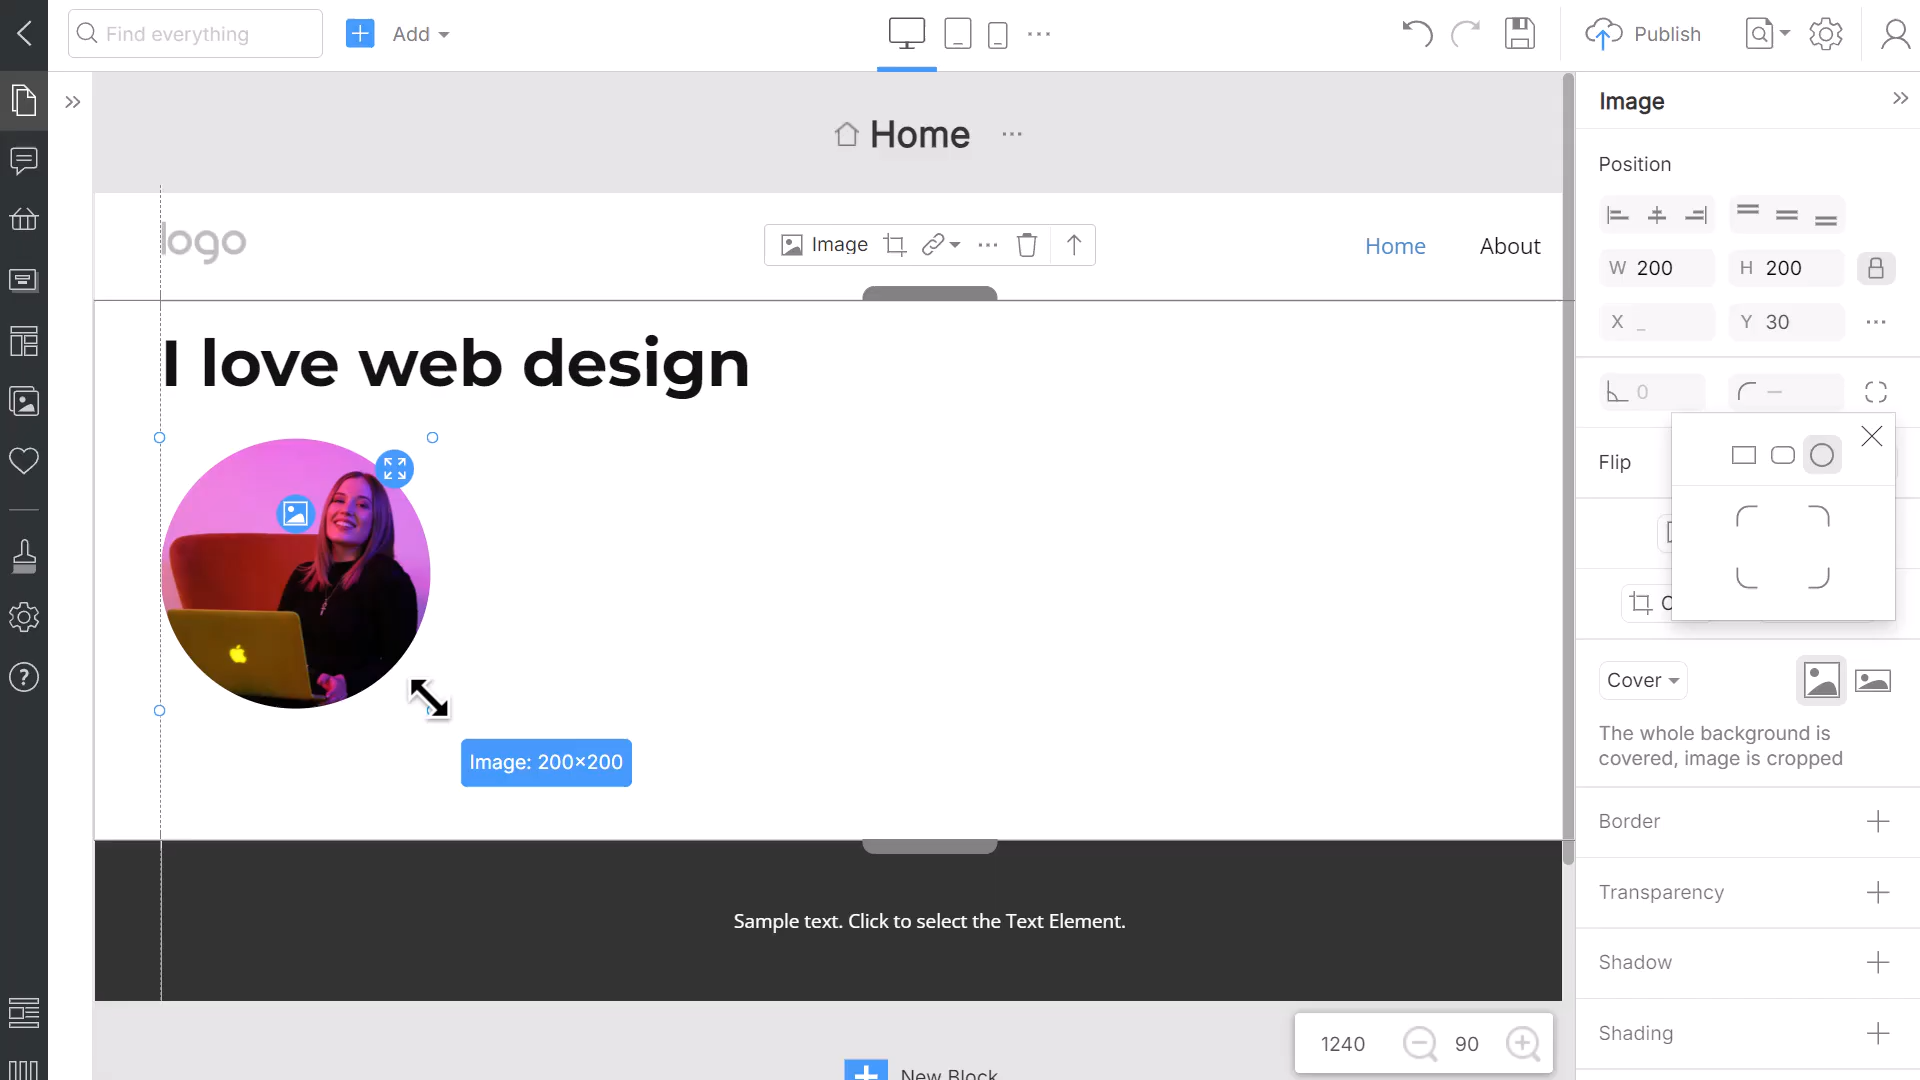 Find everything
Add
Publish
Image
Home
Position
logo
Image
Home
About
W 200
H 200
X _
Y 30
I love web design
0
Flip
Cover
The whole background is
covered, image is cropped
Image: 200×200
Border
Transparency
Sample text. Click to select the Text Element.
Shadow
Shading
1240
90
New Block